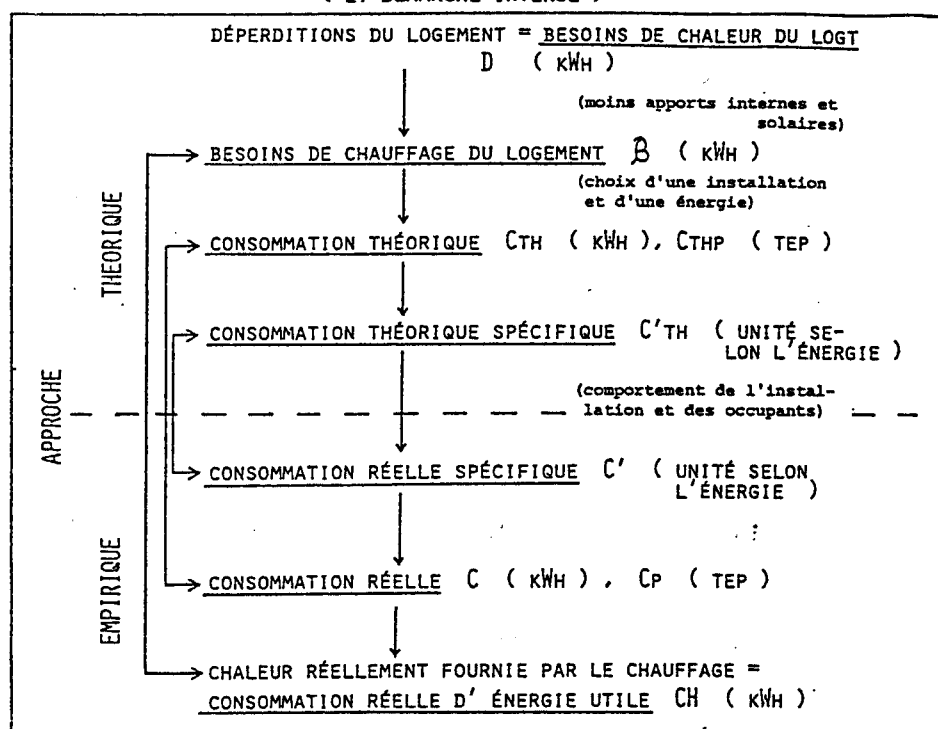 DÉPERDITIONS DU LOGEMENT = BESOINS DE CHALEUR DU LOGT
D ( KWH )
(moins apports internes et
solaires)
BESOINS DE CHAUFFAGE DU LOGEMENT B ( KWH )
(choix d'une installation
et d'une énergie)
CONSOMMATION THÉORIQUE CTH ( KWH ), CTHP ( TEP )
CONSOMMATION THÉORIQUE SPÉCIFIQUE C'TH ( UNITÉ SE-
LON L'ÉNERGIE )
(comportement de l'instal-
lation et des occupants)
CONSOMMATION RÉELLE SPÉCIFIQUE C' ( UNITÉ SELON
L'ÉNERGIE )
CONSOMMATION RÉELLE C ( KWH ) , CP ( TEP )
CHALEUR RÉELLEMENT FOURNIE PAR LE CHAUFFAGE =
CONSOMMATION RÉELLE D' ÉNERGIE UTILE CH ( KWH )
APPROCHE
THEORIQUE
EMPIRIQUE